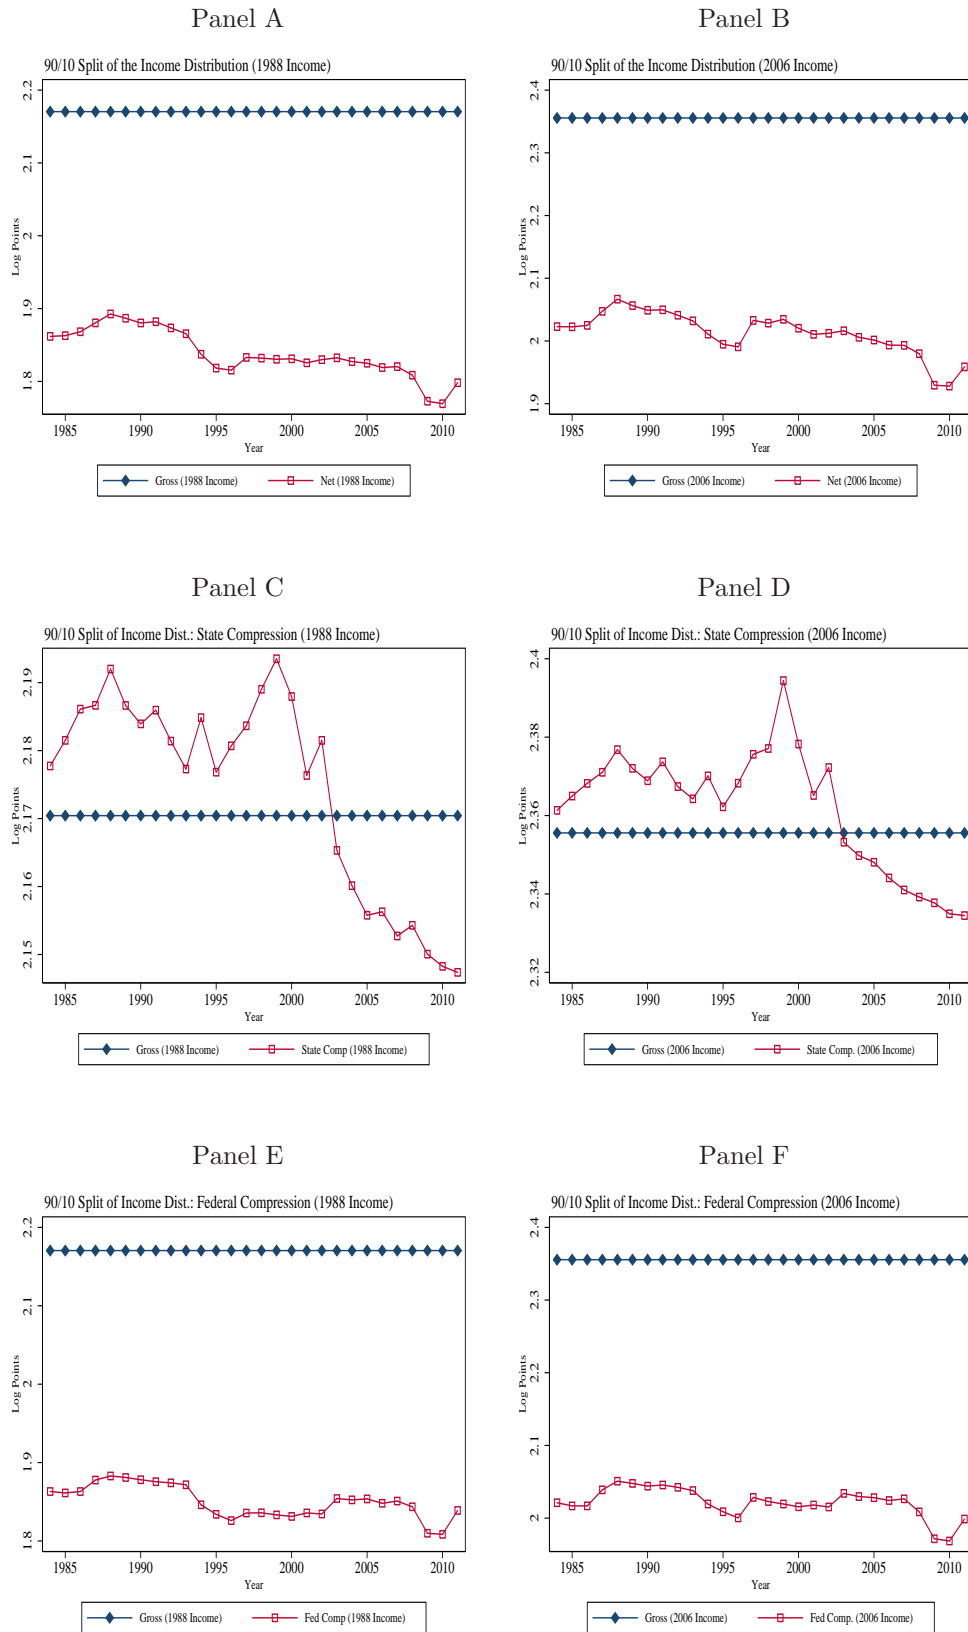 Panel A
90/10 Split of the Income Distribution (1988 Income)
2.2
2.1
2
1.9
1.8
Log Points
1985 1990 1995 2000 2005 2010
Year
Gross (1988 Income) Net (1988 Income)
Panel B
90/10 Split of the Income Distribution (2006 Income)
2.4
2.3
2.2
2.1
2
1.9
Log Points
1985 1990 1995 2000 2005 2010
Year
Gross (2006 Income) Net (2006 Income)
Panel C
90/10 Split of Income Dist.: State Compression (1988 Income)
2.19
2.18
2.17
2.16
2.15
Log Points
1985 1990 1995 2000 2005 2010
Year
Gross (1988 Income) State Comp (1988 Income)
Panel D
90/10 Split of Income Dist.: State Compression (2006 Income)
2.4
2.38
2.36
2.34
2.32
Log Points
1985 1990 1995 2000 2005 2010
Year
Gross (2006 Income) State Comp. (2006 Income)
Panel E
90/10 Split of Income Dist.: Federal Compression (1988 Income)
2.2
2.1
2
1.9
1.8
Log Points
1985 1990 1995 2000 2005 2010
Year
Gross (1988 Income) Fed Comp (1988 Income)
Panel F
90/10 Split of Income Dist.: Federal Compression (2006 Income)
2.4
2.3
2.2
2.1
2
Log Points
1985 1990 1995 2000 2005 2010
Year
Gross (2006 Income) Fed Comp. (2006 Income)